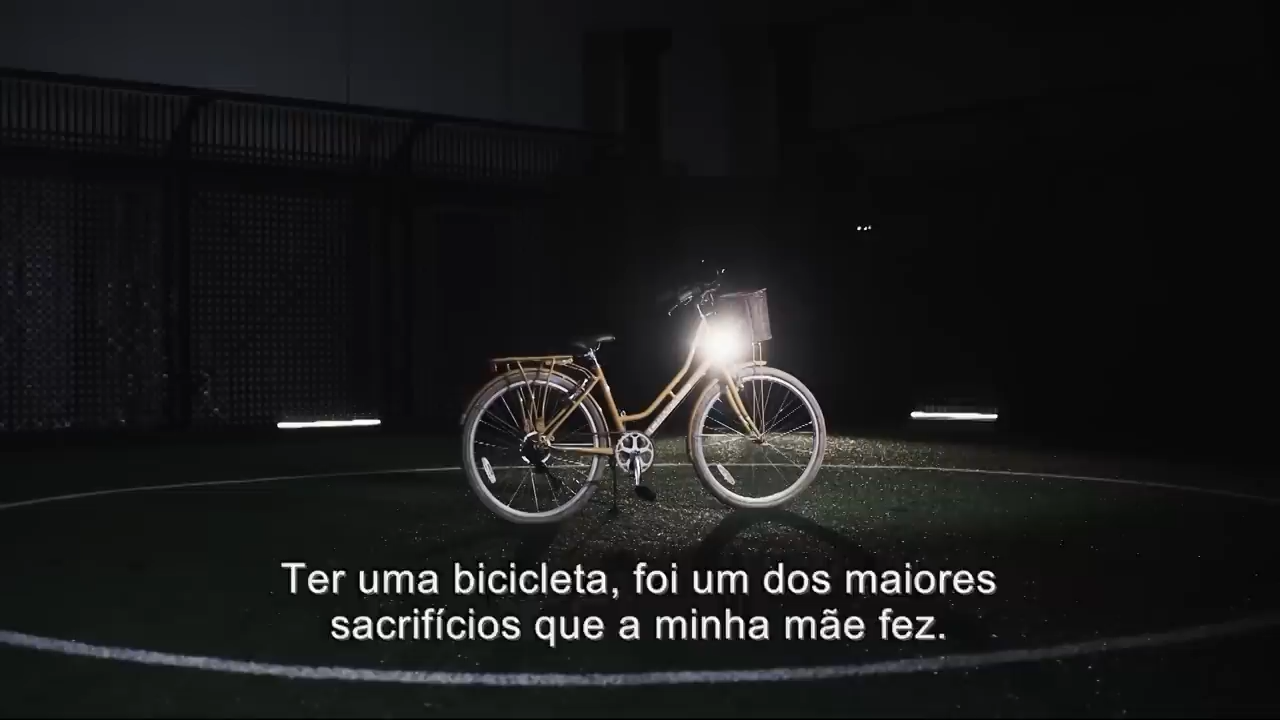 Ter uma bicicleta, foi um dos maiores
sacrifícios que a minha mãe fez.